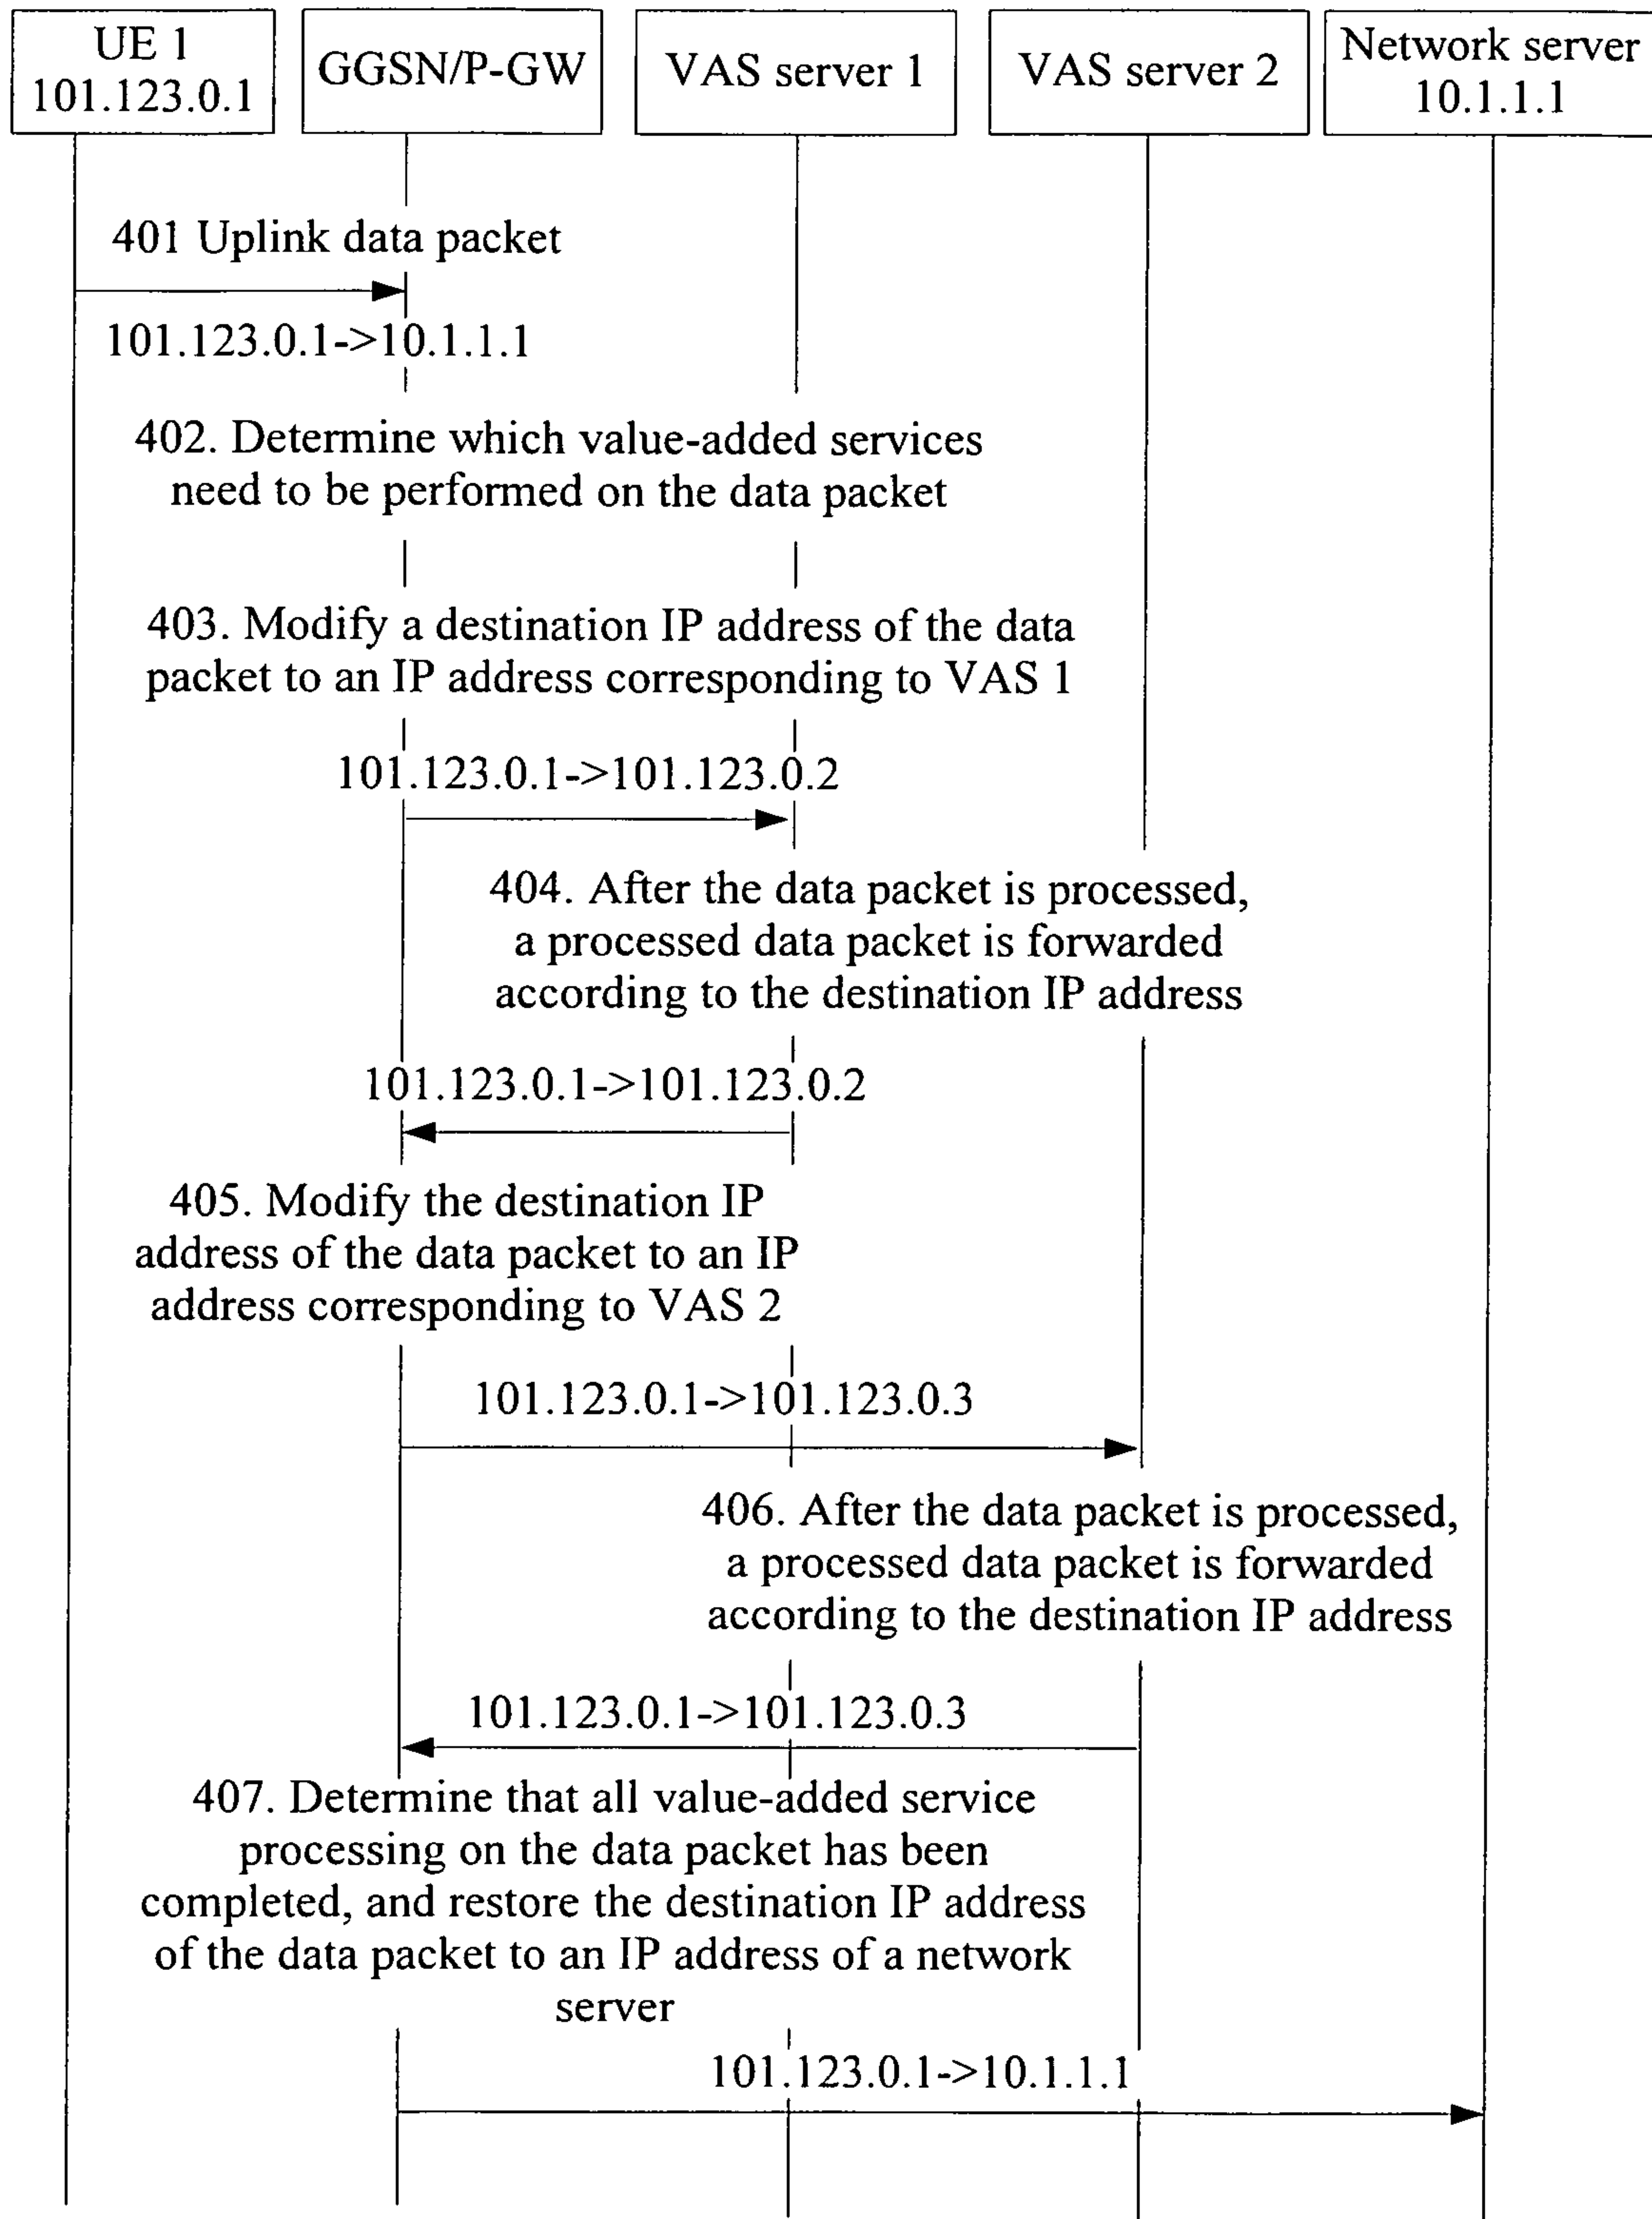 UE 1
101.123.0.1
GGSN/P-GW
VAS server 1
VAS server 2
Network server
10.1.1.1
401 Uplink data packet
101.123.0.1->10.1.1.1
402. Determine which value-added services
need to be performed on the data packet
403. Modify a destination IP address of the data
packet to an IP address corresponding to VAS 1
101.123.0.1->101.123.0.2
404. After the data packet is processed,
a processed data packet is forwarded
according to the destination IP address
101.123.0.1->101.123.0.2
405. Modify the destination IP
address of the data packet to an IP
address corresponding to VAS 2
101.123.0.1->101.123.0.3
406. After the data packet is processed,
a processed data packet is forwarded
according to the destination IP address
101.123.0.1->101.123.0.3
407. Determine that all value-added service
processing on the data packet has been
completed, and restore the destination IP address
of the data packet to an IP address of a network
server
101.123.0.1->10.1.1.1